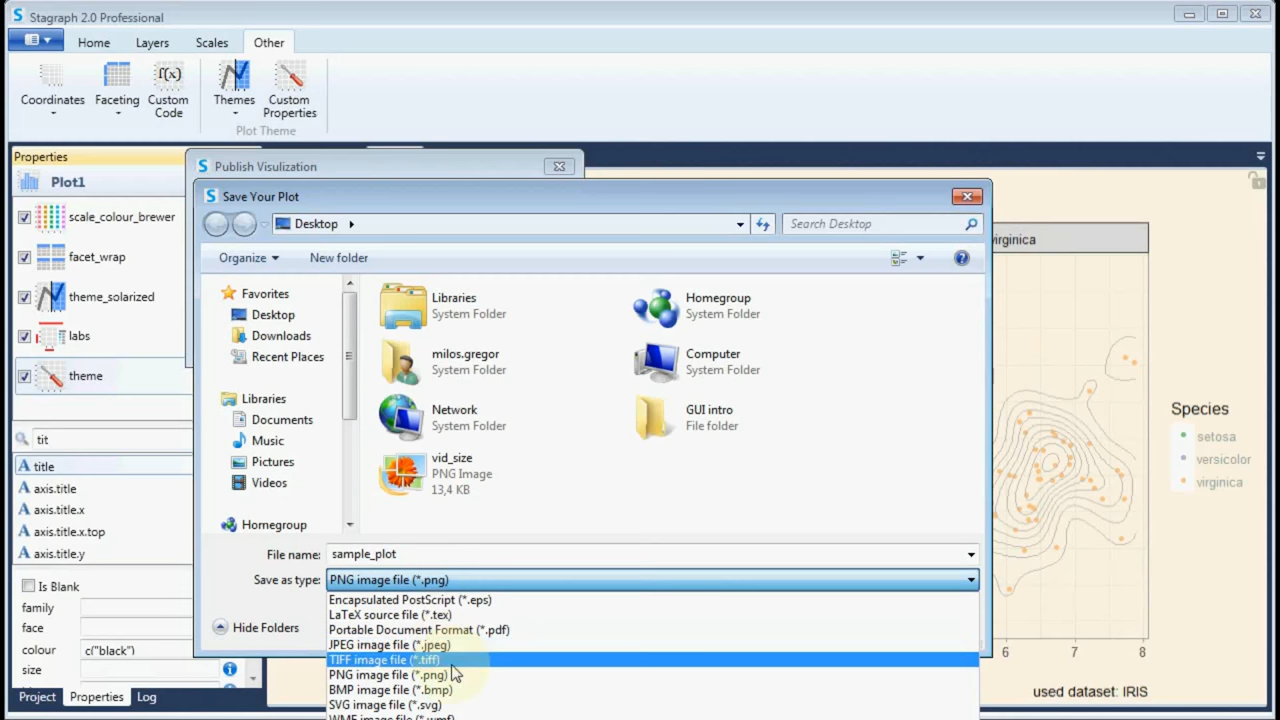 Stagraph 2.0 Professional
Home Layers Scales Other
Coordinates Faceting Custom Code Themes Custom Properties
Plot Theme
Properties
Plot1
scale_colour_brewer
facet_wrap
theme_solarized
labs
theme
tit
title
axis.title
axis.title.x
axis.title.x.top
axis.title.y
Is Blank
family
face
colour c("black")
size
Project Properties Log
Publish Visulization
Save Your Plot
Desktop
Search Desktop
Organize New folder
Favorites
Desktop
Downloads
Recent Places
Libraries
Documents
Music
Pictures
Videos
Homegroup
Libraries
System Folder
Homegroup
System Folder
milos.gregor
System Folder
Computer
System Folder
Network
System Folder
GUI intro
File folder
vid_size
PNG Image
13,4 KB
File name: sample_plot
Save as type: PNG image file (*.png)
Hide Folders
Encapsulated PostScript (*.eps)
LaTeX source file (*.tex)
Portable Document Format (*.pdf)
JPEG image file (*.jpeg)
TIFF image file (*.tiff)
PNG image file (*.png)
BMP image file (*.bmp)
SVG image file (*.svg)
WMF image file (*.wmf)
virginica
Species
setosa
versicolor
virginica
6 7 8
used dataset: IRIS